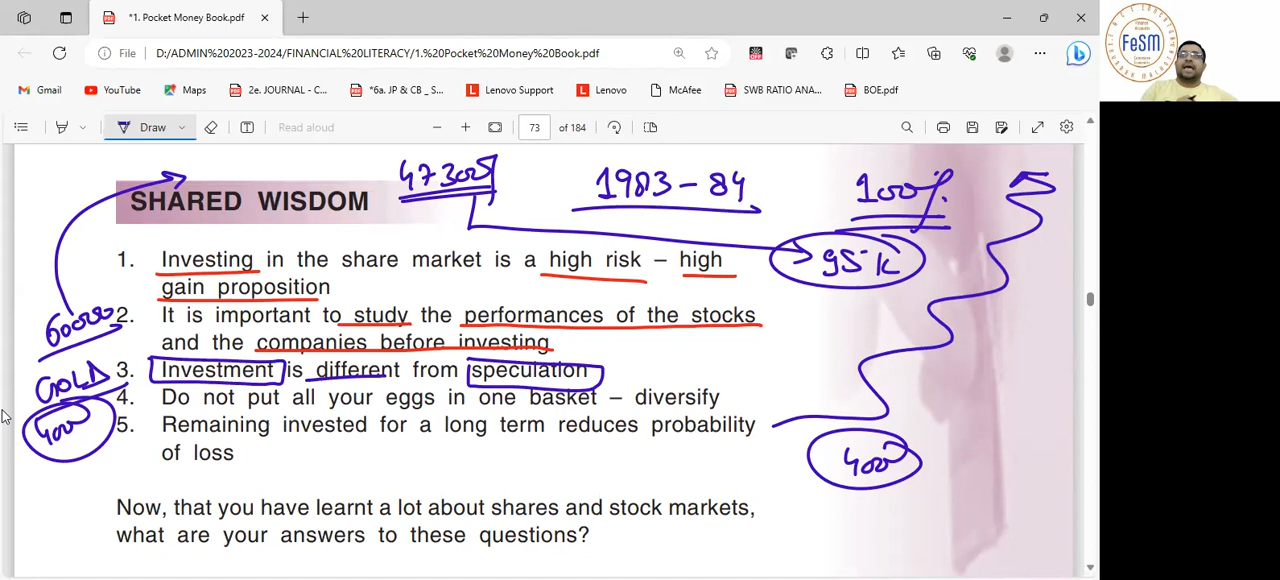 *1. Pocket Money Book.pdf
File D:/ADMIN%202023-2024/FINANCIAL%20LITERACY/1.%20Pocket%20Money%20Book.pdf
Gmail YouTube Maps 2e. JOURNAL - C... *6a. JP & CB _ S... Lenovo Support Lenovo McAfee SWB RATIO ANA... BOE.pdf
Draw Read aloud 73 of 184
FeSM
47300 1983-84 100%
SHARED WISDOM
95K
1. Investing in the share market is a high risk – high
gain proposition
60000
2. It is important to study the performances of the stocks
and the companies before investing
3. Investment is different from speculation
GOLD
4. Do not put all your eggs in one basket – diversify
4000
5. Remaining invested for a long term reduces probability
of loss
4000
Now, that you have learnt a lot about shares and stock markets,
what are your answers to these questions?